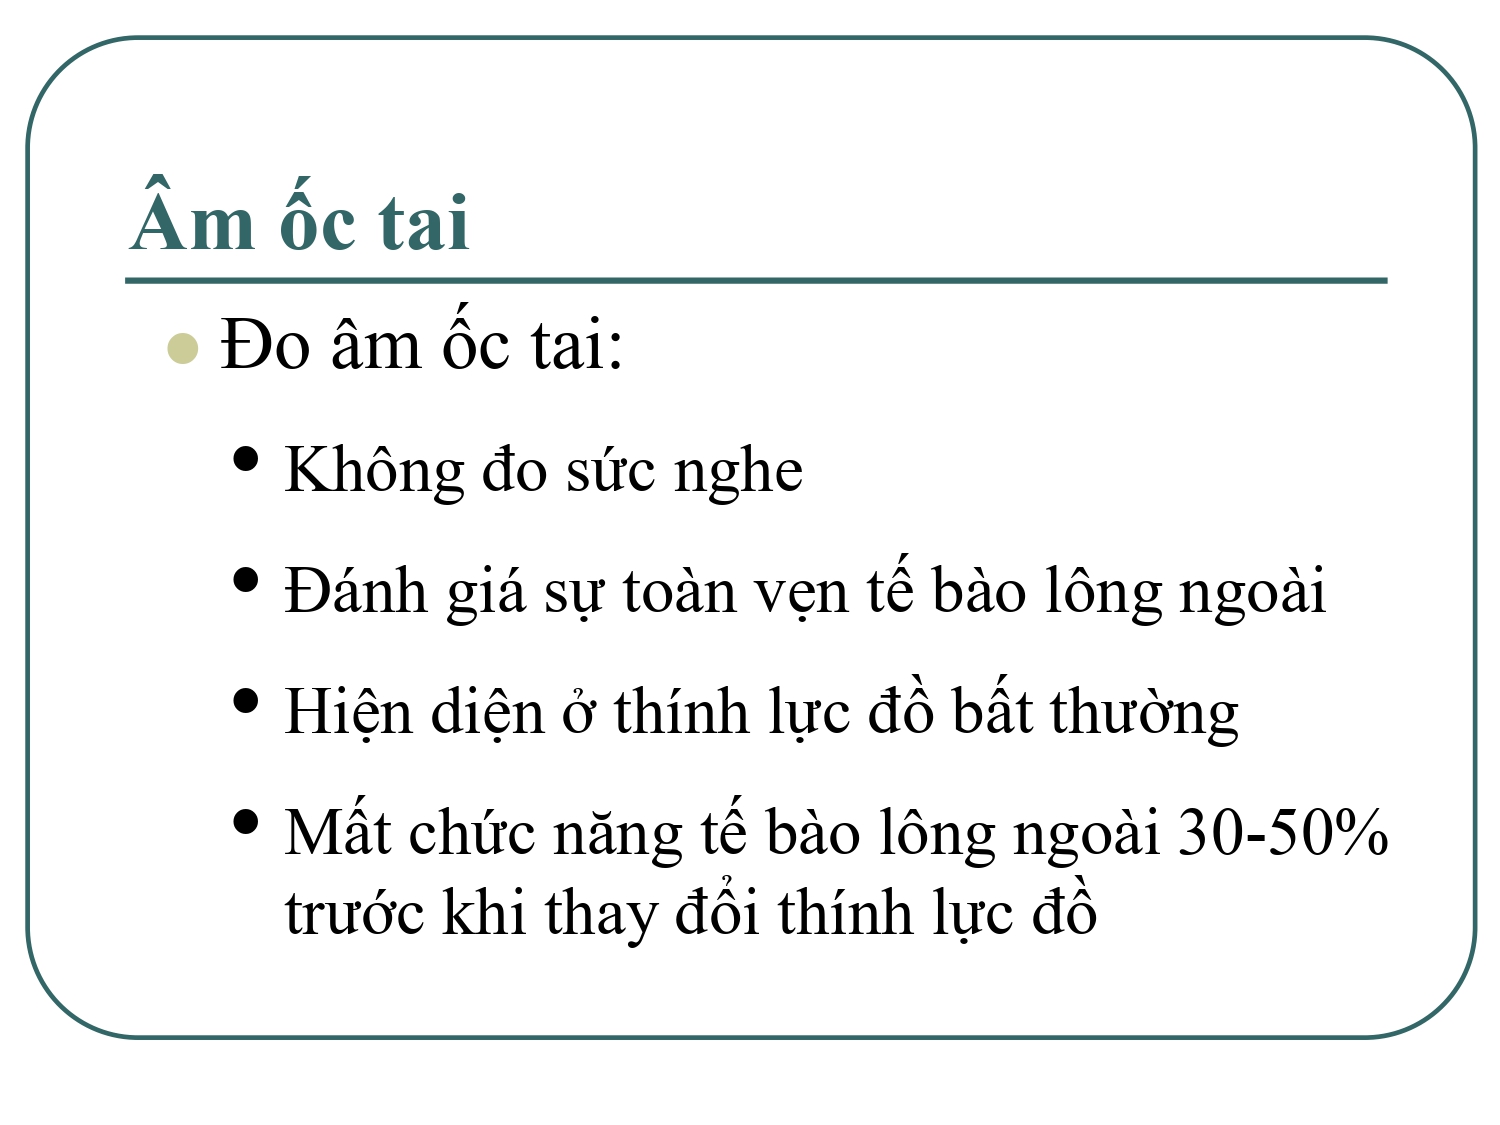 Âm ốc tai
Đo âm ốc tai:
• Không đo sức nghe
• Đánh giá sự toàn vẹn tế bào lông ngoài
• Hiện diện ở thính lực đồ bất thường
• Mất chức năng tế bào lông ngoài 30-50%
trước khi thay đổi thính lực đồ